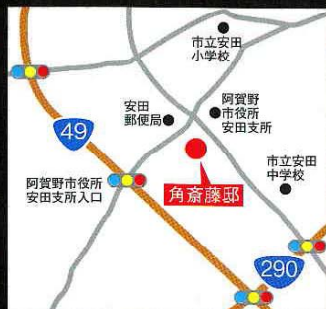 市立安田
小学校
安田
郵便局
阿賀野
市役所
安田支所
49
阿賀野市役所
安田支所入口
角斎藤邸
市立安田
中学校
290